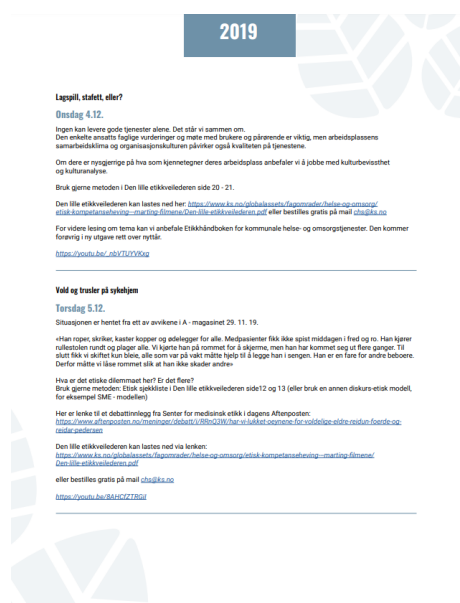 2019
Lagspill, stafett, eller?
Onsdag 4.12.
Ingen kan levere gode tjenester alene. Det står vi sammen om.
Den enkelte ansatts faglige vurderinger og møte med brukere og pårørende er viktig, men arbeidsplassens
samarbeidsklima og organisasjonskulturen påvirker også kvaliteten på tjenestene.
Om dere er nysgjerrige på hva som kjennetegner deres arbeidsplass anbefaler vi å jobbe med kulturbevissthet
og kulturanalyse.
Bruk gjerne metoden i Den lille etikkveilederen side 20 - 21.
Den lille etikkveilederen kan lastes ned her: https://www.ks.no/globalassets/fagomrader/helse-og-omsorg/
etisk-kompetanseheving--marting-filmene/Den-lille-etikkveilederen.pdf eller bestilles gratis på mail chs@ks.no
For videre lesing om tema kan vi anbefale Etikkhåndboken for kommunale helse- og omsorgstjenester. Den kommer
forøvrig i ny utgave rett over nyttår.
https://youtu.be/_nbVTUYVKxg
Vold og trusler på sykehjem
Torsdag 5.12.
Situasjonen er hentet fra ett av avvikene i A - magasinet 29. 11. 19.
«Han roper, skriker, kaster kopper og ødelegger for alle. Medpasienter fikk ikke spist middagen i fred og ro. Han kjører
rullestolen rundt og plager alle. Vi kjørte han på rommet for å skjerme, men han har kommet seg ut flere ganger. Til
slutt fikk vi skiftet kun bleie, alle som var på vakt måtte hjelp til å legge han i sengen. Han er en fare for andre beboere.
Derfor måtte vi låse rommet slik at han ikke skader andre»
Hva er det etiske dilemmaet her? Er det flere?
Bruk gjerne metoden: Etisk sjekkliste i Den lille etikkveilederen side12 og 13 (eller bruk en annen diskurs-etisk modell,
for eksempel SME - modellen)
Her er lenke til et debattinnlegg fra Senter for medisinsk etikk i dagens Aftenposten:
https://www.aftenposten.no/meninger/debatt/i/RRnQ3W/har-vi-lukket-oeynene-for-voldelige-eldre-reidun-foerde-og-
reidar-pedersen
Den lille etikkveilederen kan lastes ned via lenken:
https://www.ks.no/globalassets/fagomrader/helse-og-omsorg/etisk-kompetanseheving--marting-filmene/
Den-lille-etikkveilederen.pdf
eller bestilles gratis på mail chs@ks.no
https://youtu.be/8AHCfZTRGiI